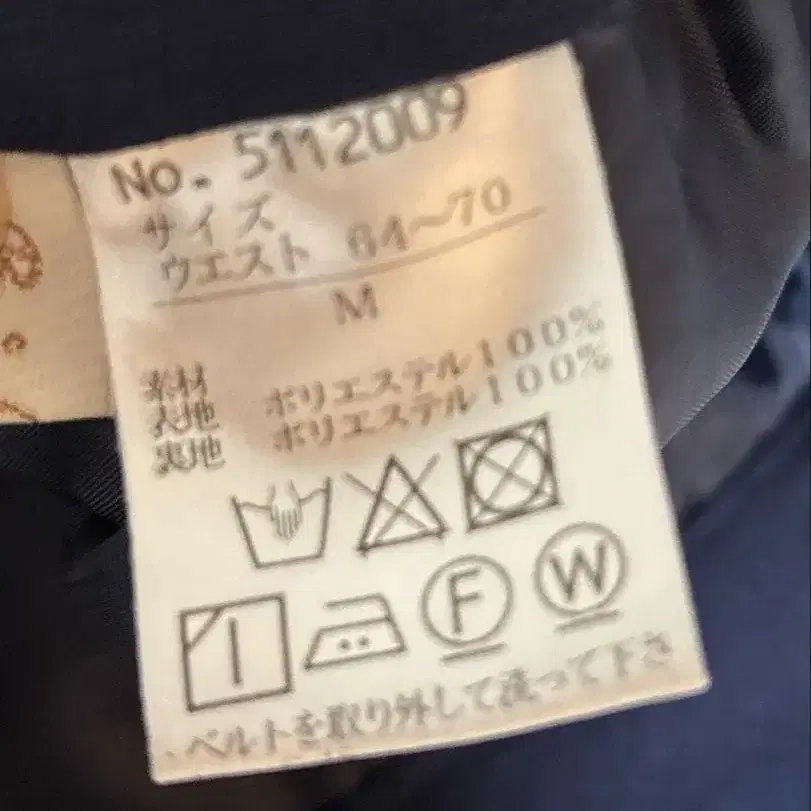 No. 5112009
サイズ
ウエスト 64～70
M
素材
表地 ポリエステル100%
裏地 ポリエステル100%
F W
・ベルトを取り外して洗って下さ